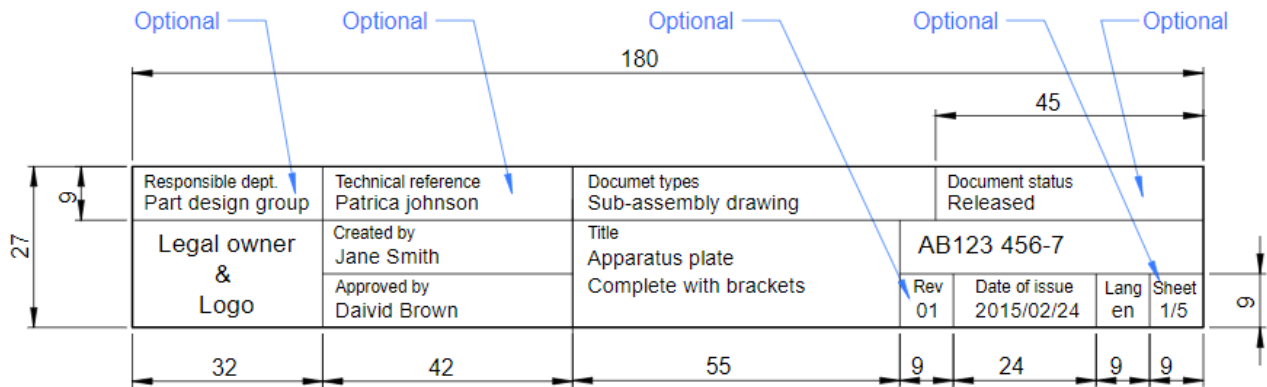 Optional Optional Optional Optional Optional
180
45
Responsible dept. Technical reference Documet types Document status
Part design group Patrica johnson Sub-assembly drawing Released
9
27
Legal owner
&
Logo
Created by
Jane Smith
Approved by
Daivid Brown
Title
Apparatus plate
Complete with brackets
AB123 456-7
Rev Date of issue Lang Sheet
01 2015/02/24 en 1/5
9
32 42 55 9 24 9 9